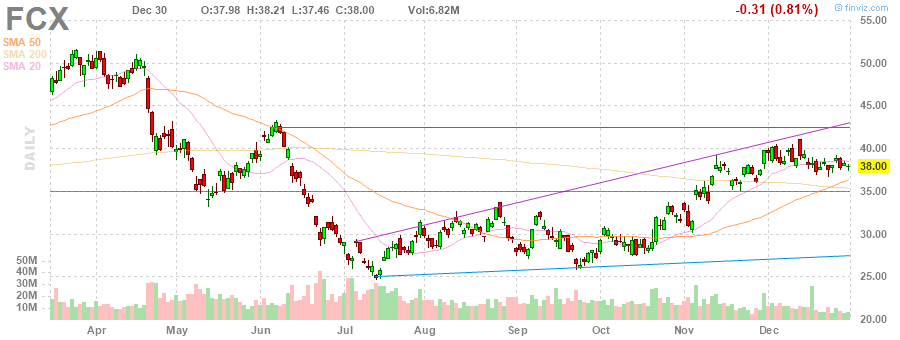 FCX Dec 30 O:37.98 H:38.21 L:37.46 C:38.00 Vol:6.82M -0.31 (0.81%) © finviz.com
SMA 50
SMA 200
SMA 20
DAILY
55.00
50.00
45.00
40.00
38.00
35.00
30.00
25.00
20.00
50M
40M
30M
20M
10M
Apr May Jun Jul Aug Sep Oct Nov Dec